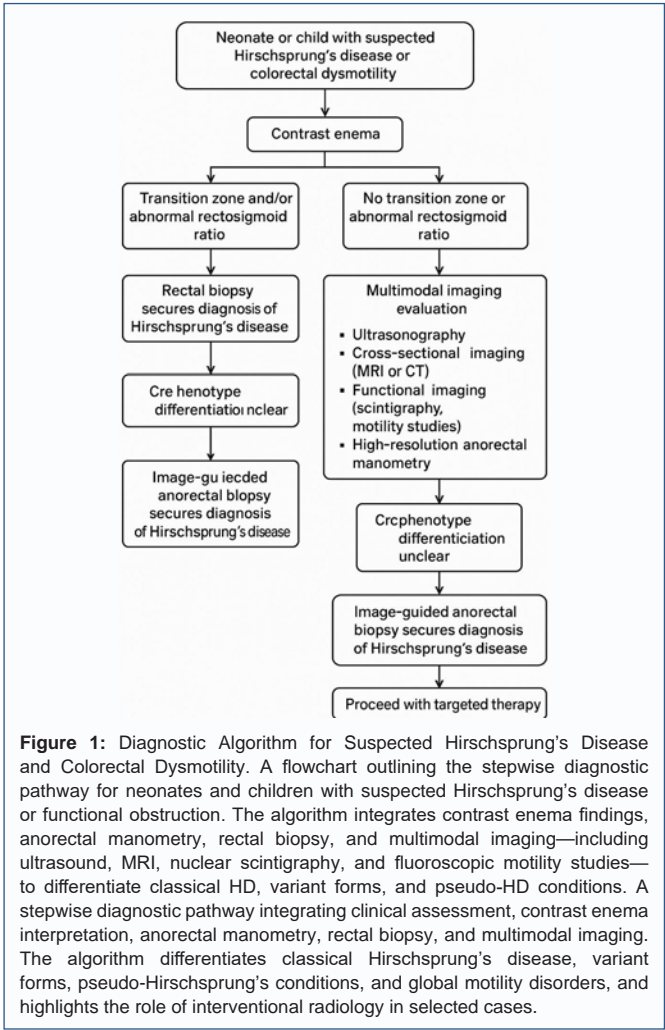 Neonate or child with suspected
Hirschsprung's disease or
colorectal dysmotility
Contrast enema
Transition zone and/or
abnormal rectosigmoid
ratio
No transition zone or
abnormal rectosigmoid
ratio
Rectal biopsy
secures diagnosis of
Hirschsprung's disease
Multimodal imaging
evaluation
▪ Ultrasonography
▪ Cross-sectional imaging
(MRI or CT)
▪ Functional imaging
(scintigraphy,
motility studies)
▪ High-resolution anorectal
manometry
Cre henotype
differentiation nclear
Image-gu iecded
anorectal blopsy
secures diagnosis
of Hirschsprung's disease
Crcphenotype
differenticiation
unclear
Image-guided anorectal
biopsy secures diagnosis
of Hirschsprung's disease
Proceed with targeted therapy
Figure 1: Diagnostic Algorithm for Suspected Hirschsprung's Disease
and Colorectal Dysmotility. A flowchart outlining the stepwise diagnostic
pathway for neonates and children with suspected Hirschsprung's disease
or functional obstruction. The algorithm integrates contrast enema findings,
anorectal manometry, rectal biopsy, and multimodal imaging—including
ultrasound, MRI, nuclear scintigraphy, and fluoroscopic motility studies—
to differentiate classical HD, variant forms, and pseudo-HD conditions. A
stepwise diagnostic pathway integrating clinical assessment, contrast enema
interpretation, anorectal manometry, rectal biopsy, and multimodal imaging.
The algorithm differentiates classical Hirschsprung's disease, variant
forms, pseudo-Hirschsprung's conditions, and global motility disorders, and
highlights the role of interventional radiology in selected cases.